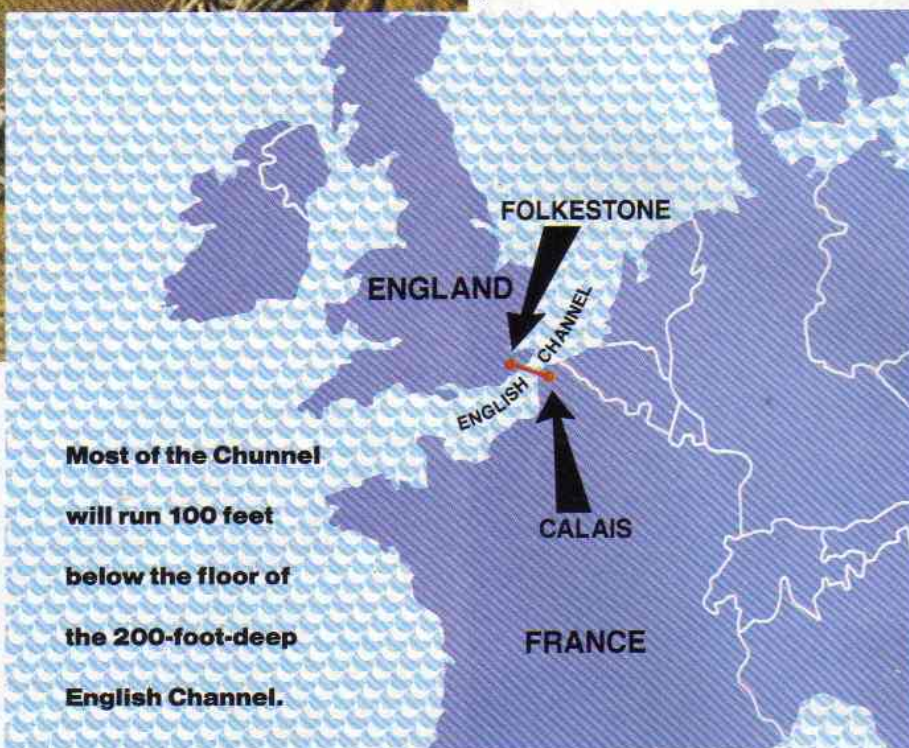 FOLKESTONE
ENGLAND
ENGLISH CHANNEL
Most of the Chunnel
will run 100 feet
below the floor of
the 200-foot-deep
English Channel.
CALAIS
FRANCE